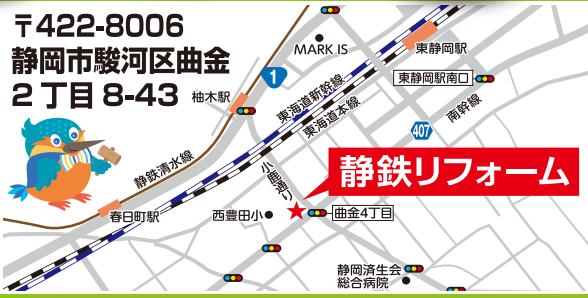 〒422-8006
静岡市駿河区曲金
2丁目8-43
MARK IS
東静岡駅
柚木駅
1
東静岡駅南口
東海道新幹線
東海道本線
南幹線
407
静鉄清水線
小鹿通り
静鉄リフォーム
春日町駅
西豊田小
曲金4丁目
静岡済生会
総合病院